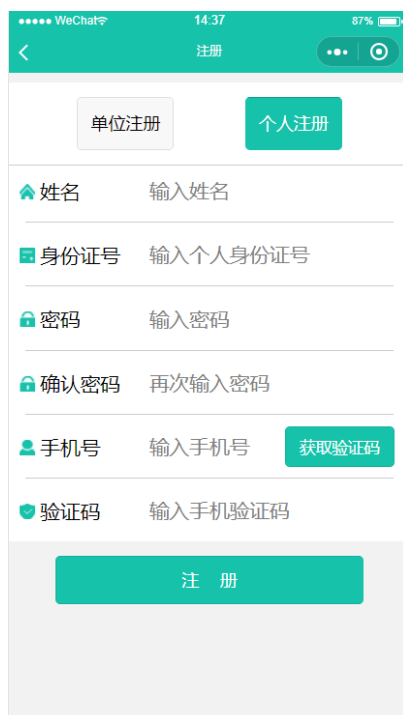 WeChat 14:37 87%
注册
单位注册 个人注册
姓名 输入姓名
身份证号 输入个人身份证号
密码 输入密码
确认密码 再次输入密码
手机号 输入手机号 获取验证码
验证码 输入手机验证码
注 册